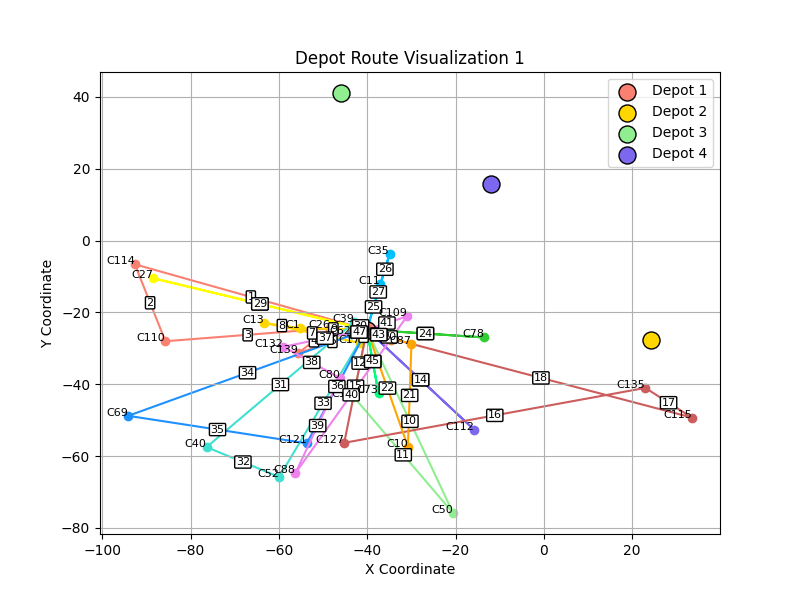 Depot Route Visualization 1
Depot 1
Depot 2
Depot 3
Depot 4
Y Coordinate
X Coordinate
40
20
0
−20
−40
−60
−80
−100
−80
−60
−40
−20
0
20
C35
26
C114
C27
C11
27
1
29
2
25
C109
C13
8
C1
C26
C39
41
3
C110
47
43
24
C78
37
C87
C132
C139
38
12
45
34
C80
14
18
31
36
22
C135
40
C73
21
17
33
C69
16
C115
10
39
35
C112
C121
C127
C10
C40
11
32
C52
C88
C50